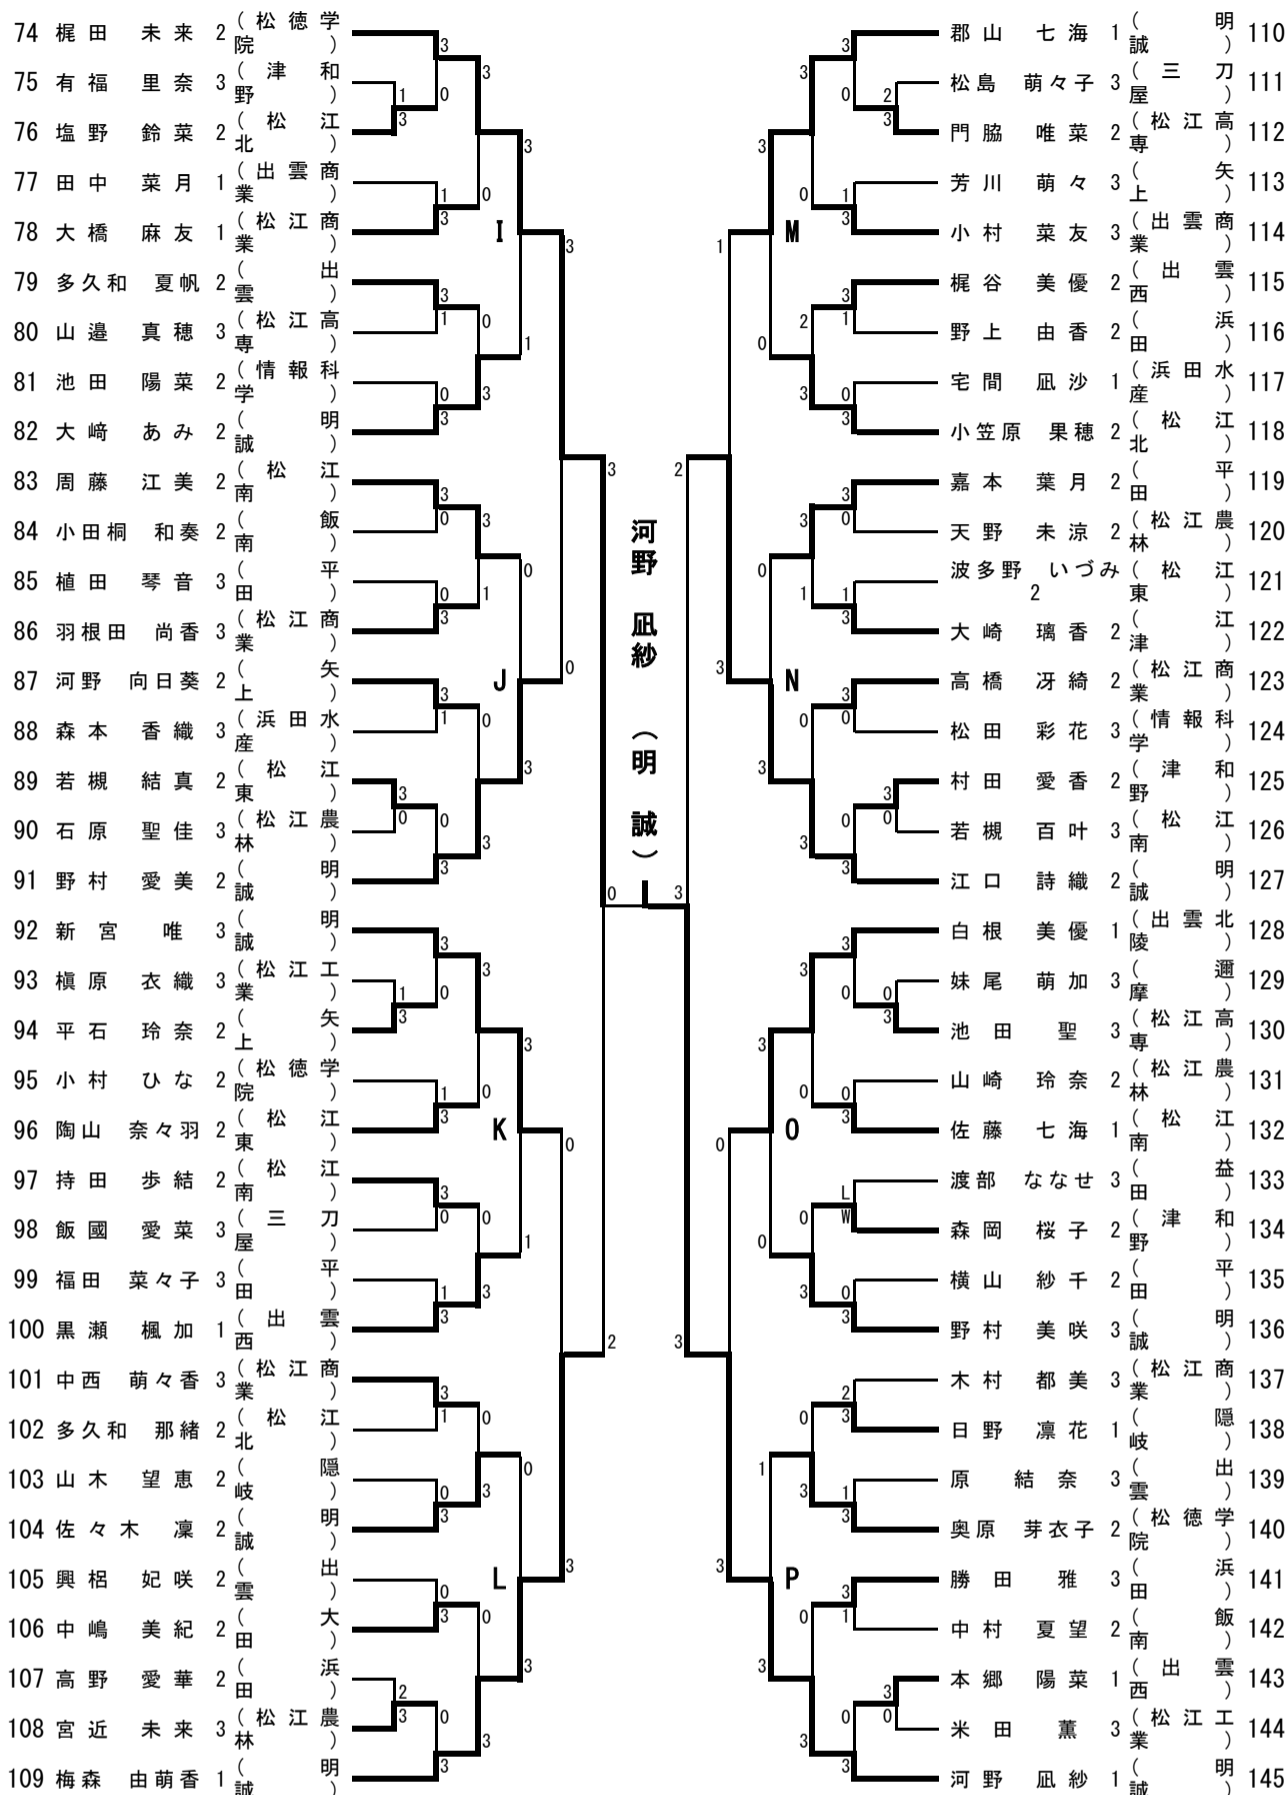 74 梶田 未来 2 (松徳学院)
75 有福 里奈 3 (津和野)
76 塩野 鈴菜 2 (松江北)
77 田中 菜月 1 (出雲商業)
78 大橋 麻友 1 (松江商業)
79 多久和 夏帆 2 (出雲)
80 山邉 真穂 3 (松江高専)
81 池田 陽菜 2 (情報科学)
82 大﨑 あみ 2 (明誠)
83 周藤 江美 2 (松江南)
84 小田桐 和奏 2 (飯南)
85 植田 琴音 3 (平田)
86 羽根田 尚香 3 (松江商業)
87 河野 向日葵 2 (矢上)
88 森本 香織 3 (浜田水産)
89 若槻 結真 2 (松江東)
90 石原 聖佳 3 (松江農林)
91 野村 愛美 2 (明誠)
92 新宮 唯 3 (明誠)
93 槇原 衣織 3 (松江工業)
94 平石 玲奈 2 (矢上)
95 小村 ひな 2 (松徳学院)
96 陶山 奈々羽 2 (松江東)
97 持田 歩結 2 (松江南)
98 飯國 愛菜 3 (三刀屋)
99 福田 菜々子 3 (平田)
100 黒瀬 楓加 1 (出雲西)
101 中西 萌々香 3 (松江商業)
102 多久和 那緒 2 (松江北)
103 山木 望恵 2 (隠岐)
104 佐々木 凜 2 (明誠)
105 興梠 妃咲 2 (出雲)
106 中嶋 美紀 2 (大田)
107 高野 愛華 2 (浜田)
108 宮近 未来 3 (松江農林)
109 梅森 由萌香 1 (明誠)
I
J
K
L
河野 凪紗 (明誠)
M
N
O
P
郡山 七海 1 (明誠) 110
松島 萌々子 3 (三刀屋) 111
門脇 唯菜 2 (松江高専) 112
芳川 萌々 3 (矢上) 113
小村 菜友 3 (出雲商業) 114
梶谷 美優 2 (出雲西) 115
野上 由香 2 (浜田) 116
宅間 凪沙 1 (浜田水産) 117
小笠原 果穂 2 (松江北) 118
嘉本 葉月 2 (平田) 119
天野 未涼 2 (松江農林) 120
波多野 いづみ 2 (松江東) 121
大崎 璃香 2 (江津) 122
高橋 冴綺 2 (松江商業) 123
松田 彩花 3 (情報科学) 124
村田 愛香 2 (津和野) 125
若槻 百叶 3 (松江南) 126
江口 詩織 2 (明誠) 127
白根 美優 1 (出雲北陵) 128
妹尾 萌加 3 (邇摩) 129
池田 聖 3 (松江高専) 130
山崎 玲奈 2 (松江農林) 131
佐藤 七海 1 (松江南) 132
渡部 ななせ 3 (益田) 133
森岡 桜子 2 (津和野) 134
横山 紗千 2 (平田) 135
野村 美咲 3 (明誠) 136
木村 都美 3 (松江商業) 137
日野 凛花 1 (隠岐) 138
原 結奈 3 (出雲) 139
奥原 芽衣子 2 (松徳学院) 140
勝田 雅 3 (浜田) 141
中村 夏望 2 (飯南) 142
本郷 陽菜 1 (出雲西) 143
米田 薫 3 (松江工業) 144
河野 凪紗 1 (明誠) 145